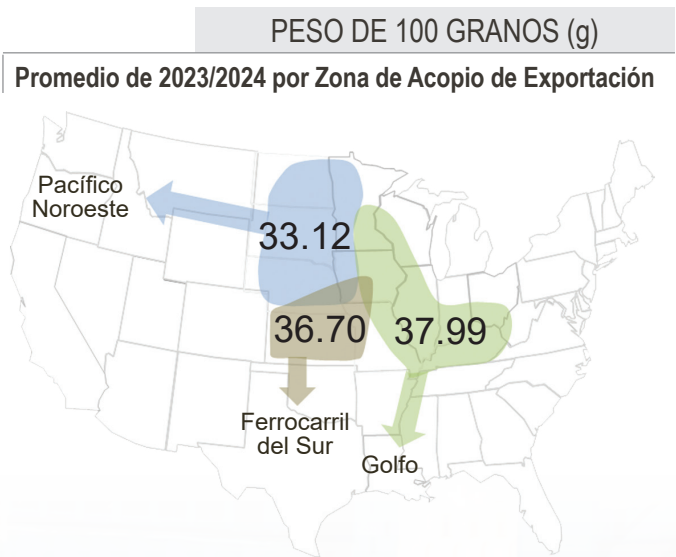 PESO DE 100 GRANOS (g)
Promedio de 2023/2024 por Zona de Acopio de Exportación
Pacífico
Noroeste
33.12
36.70
37.99
Ferrocarril
del Sur
Golfo